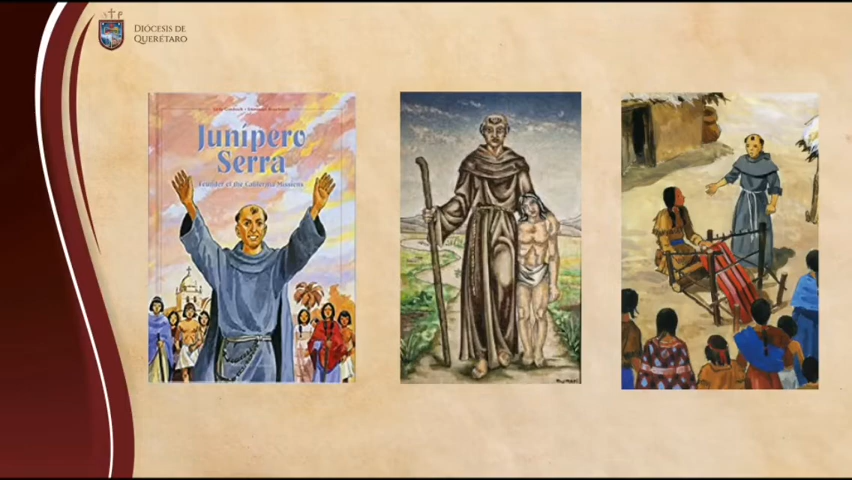 DIÓCESIS DE
QUERÉTARO
Junípero
Serra
Founder of the California Missions